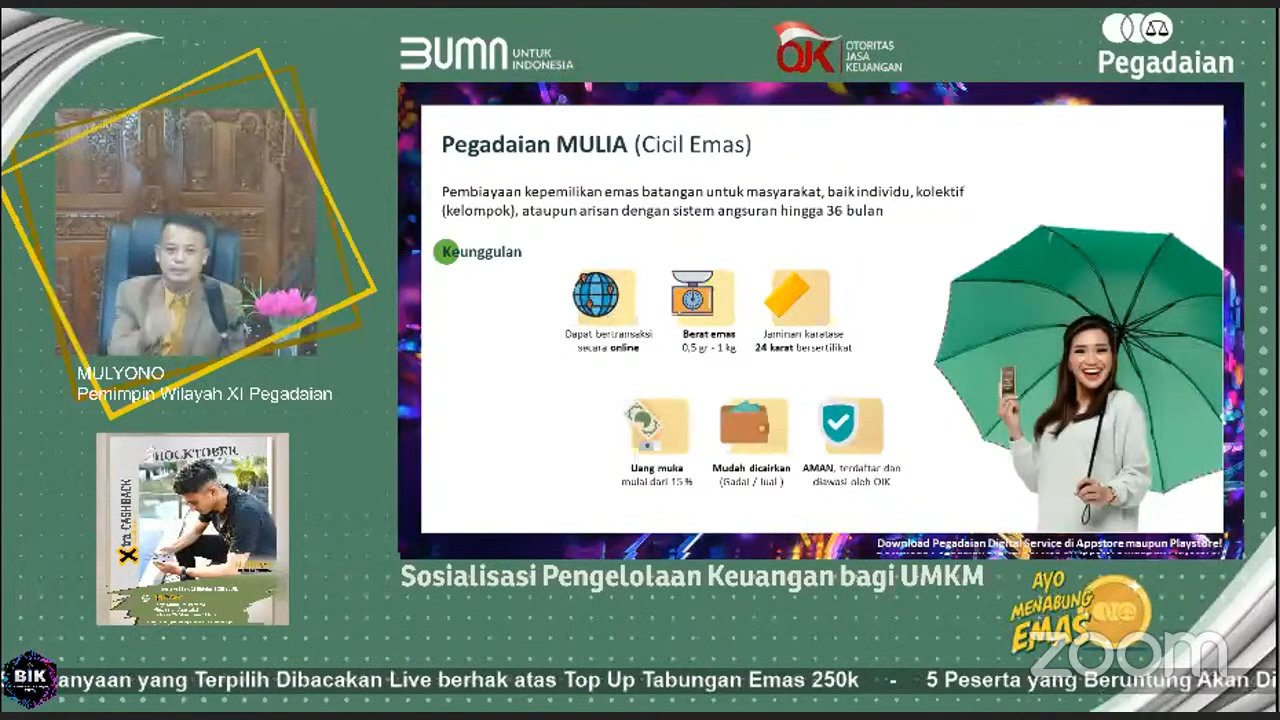 BUMN UNTUK
INDONESIA
OJK OTORITAS
JASA
KEUANGAN
Pegadaian
Pegadaian MULIA (Cicil Emas)
Pembiayaan kepemilikan emas batangan untuk masyarakat, baik individu, kolektif
(kelompok), ataupun arisan dengan sistem angsuran hingga 36 bulan
Keunggulan
Dapat bertransaksi
secara online
Berat emas
0,5 gr - 1 kg
Jaminan karatase
24 karat bersertifikat
Uang muka
mulai dari 15%
Mudah dicairkan
(Gadai / Jual )
AMAN, terdaftar dan
diawasi oleh OJK
Download Pegadaian Digital Service di Appstore maupun Playstore!
MULYONO
Pemimpin Wilayah XI Pegadaian
SHOCKTOBER
Xtra CASHBACK
Sosialisasi Pengelolaan Keuangan bagi UMKM
AYO
MENABUNG
EMAS
zoom
BIK
anyaan yang Terpilih Dibacakan Live berhak atas Top Up Tabungan Emas 250k - 5 Peserta yang Beruntung Akan Di